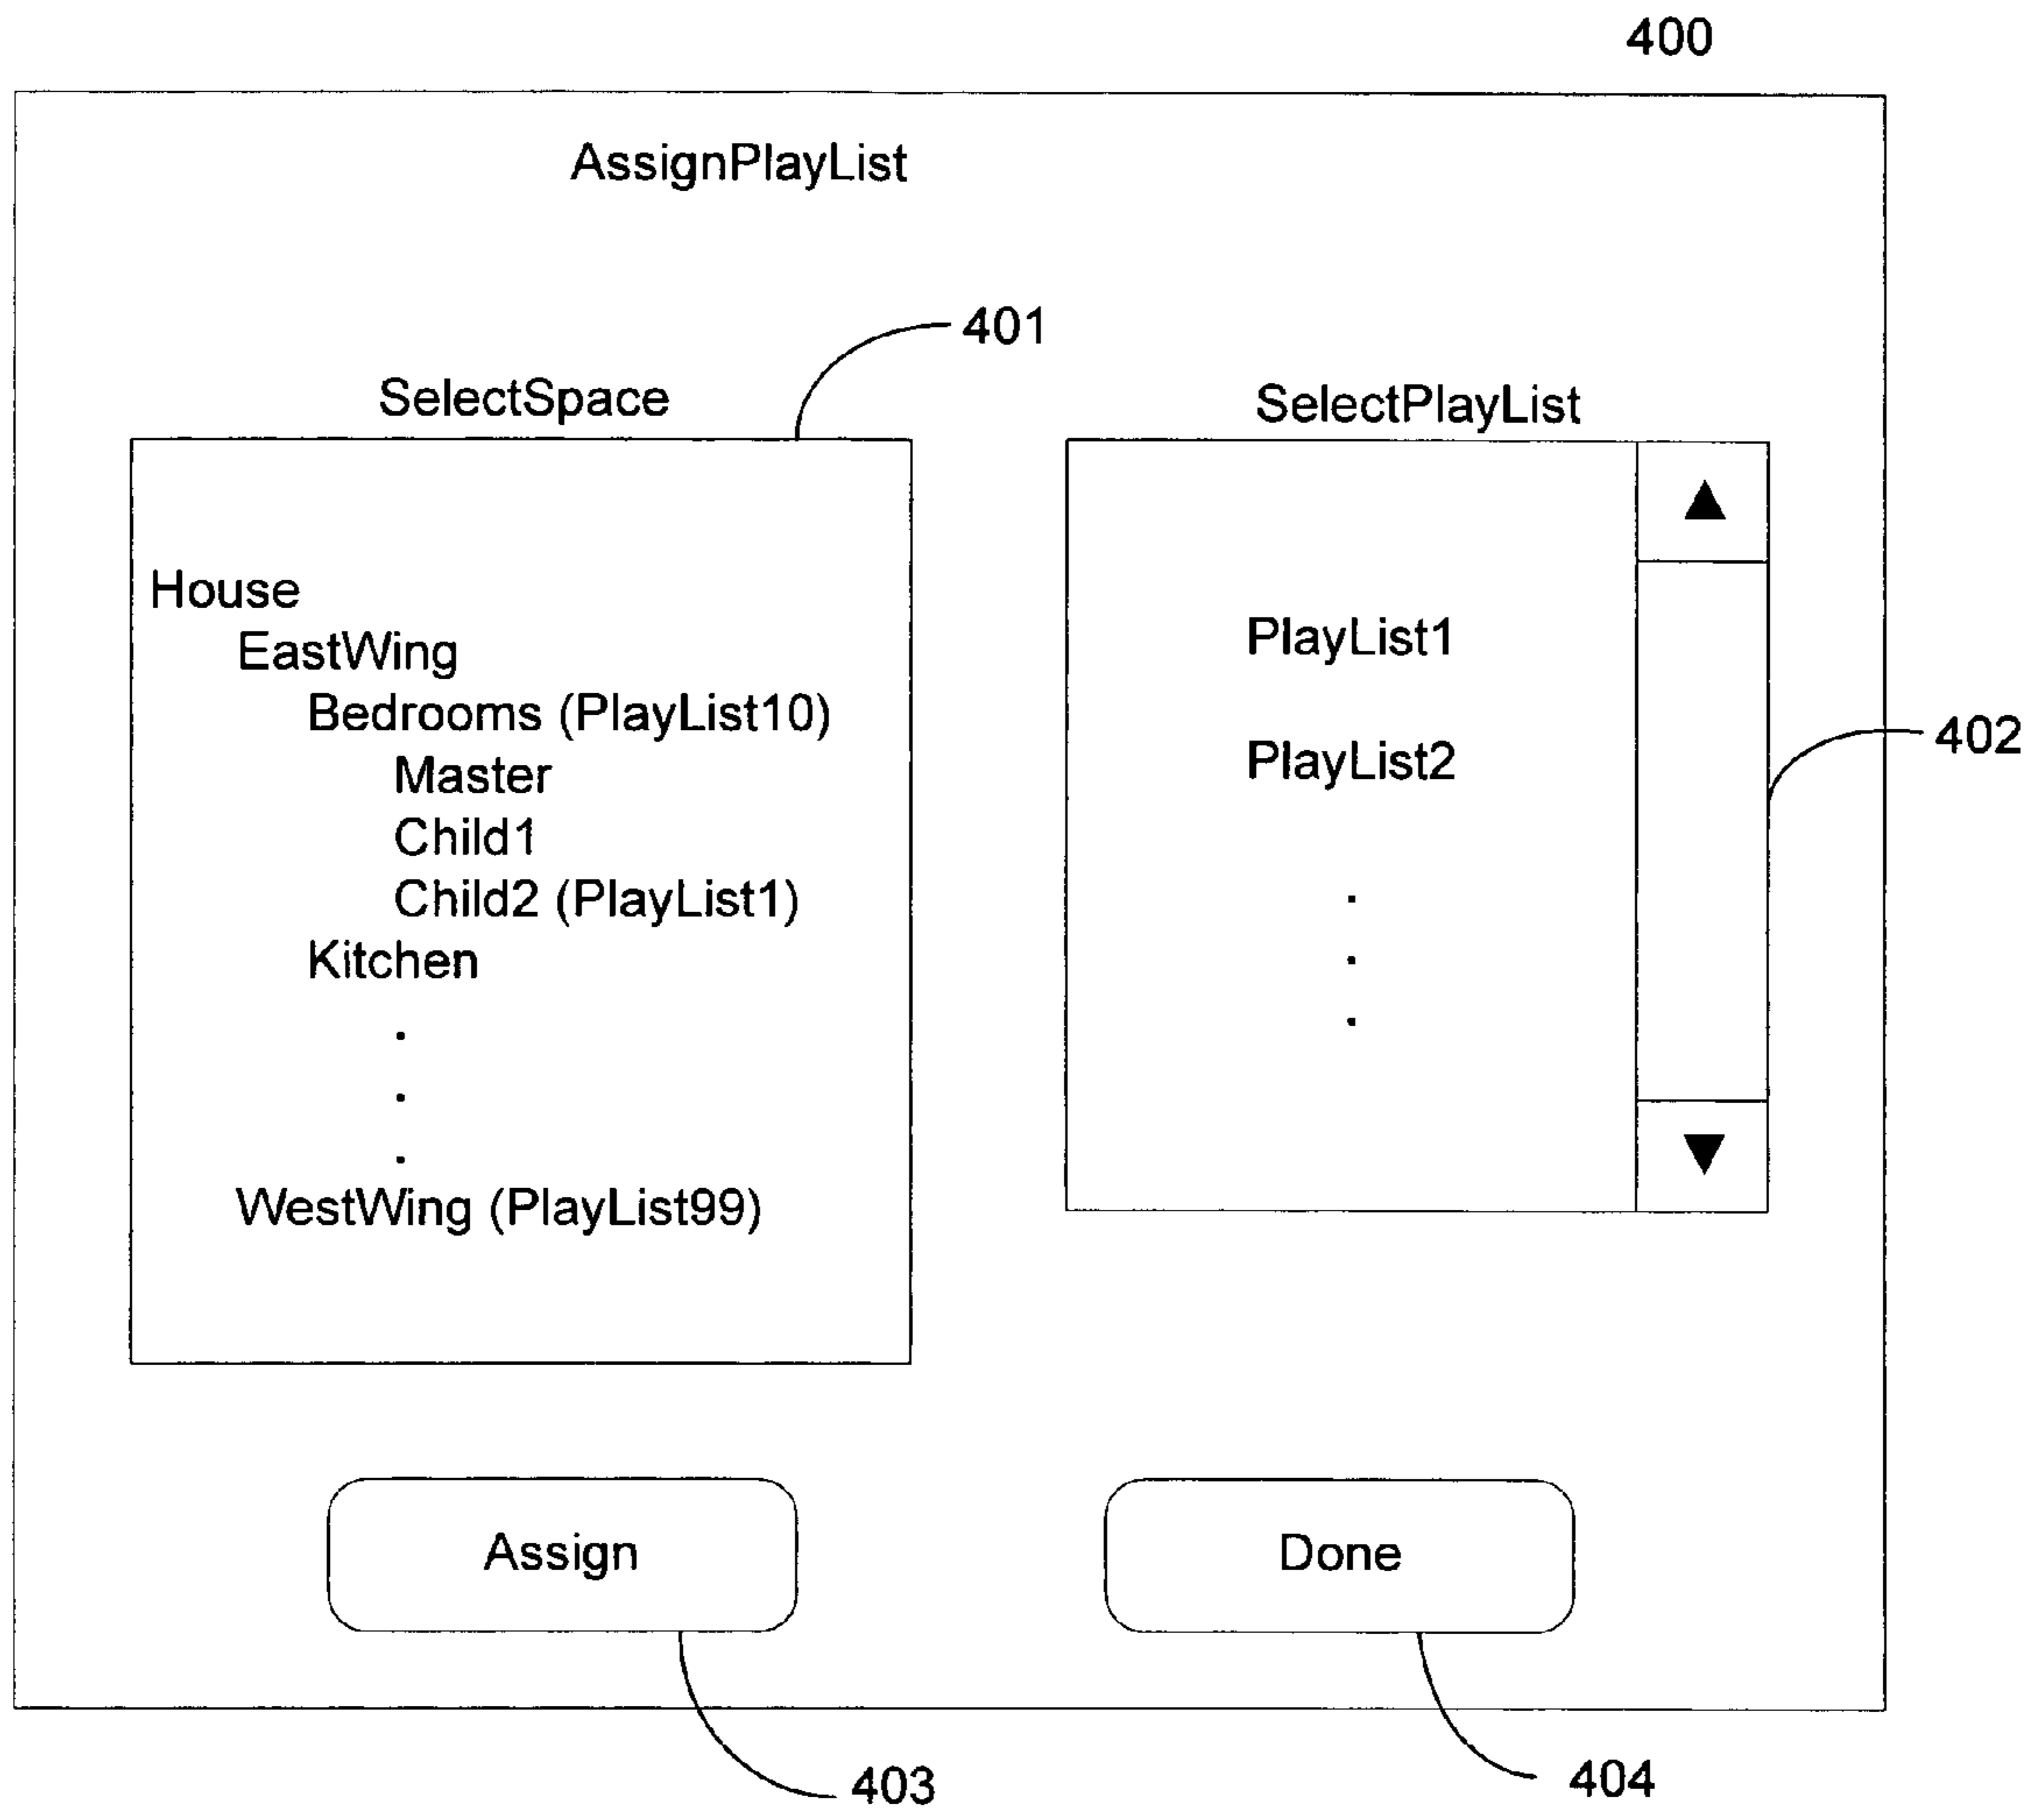 400
AssignPlayList
401
SelectSpace
SelectPlayList
House
EastWing
Bedrooms (PlayList10)
Master
Child1
Child2 (PlayList1)
Kitchen
.
.
.
WestWing (PlayList99)
PlayList1
PlayList2
.
.
.
402
Assign
Done
403
404